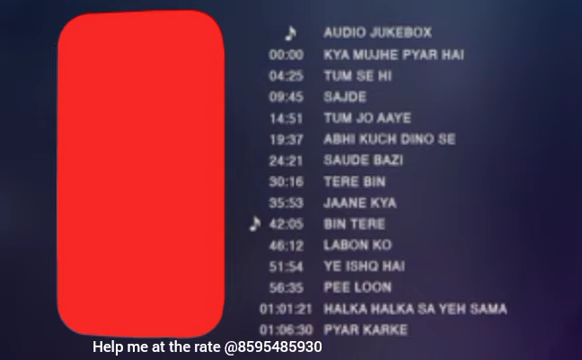 AUDIO JUKEBOX
00:00 KYA MUJHE PYAR HAI
04:25 TUM SE HI
09:45 SAJDE
14:51 TUM JO AAYE
19:37 ABHI KUCH DINO SE
24:21 SAUDE BAZI
30:16 TERE BIN
35:53 JAANE KYA
42:05 BIN TERE
46:12 LABON KO
51:54 YE ISHQ HAI
56:35 PEE LOON
01:01:21 HALKA HALKA SA YEH SAMA
01:06:30 PYAR KARKE
Help me at the rate @8595485930